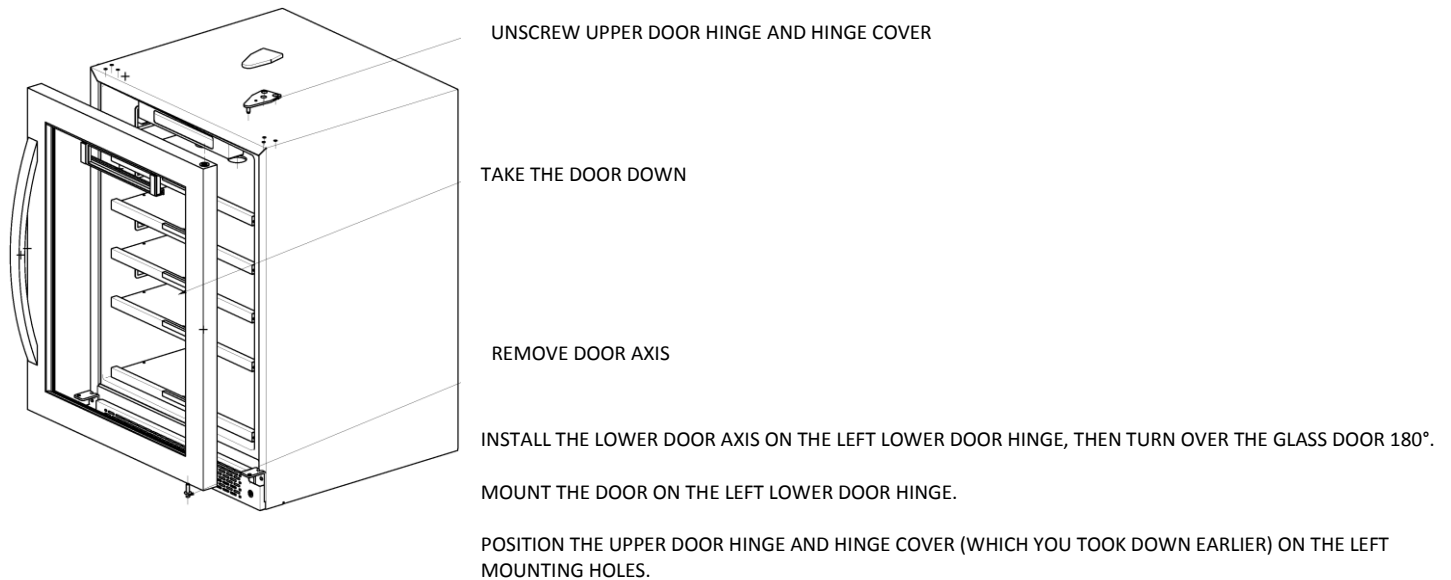 UNSCREW UPPER DOOR HINGE AND HINGE COVER
TAKE THE DOOR DOWN
REMOVE DOOR AXIS
INSTALL THE LOWER DOOR AXIS ON THE LEFT LOWER DOOR HINGE, THEN TURN OVER THE GLASS DOOR 180°.
MOUNT THE DOOR ON THE LEFT LOWER DOOR HINGE.
POSITION THE UPPER DOOR HINGE AND HINGE COVER (WHICH YOU TOOK DOWN EARLIER) ON THE LEFT
MOUNTING HOLES.